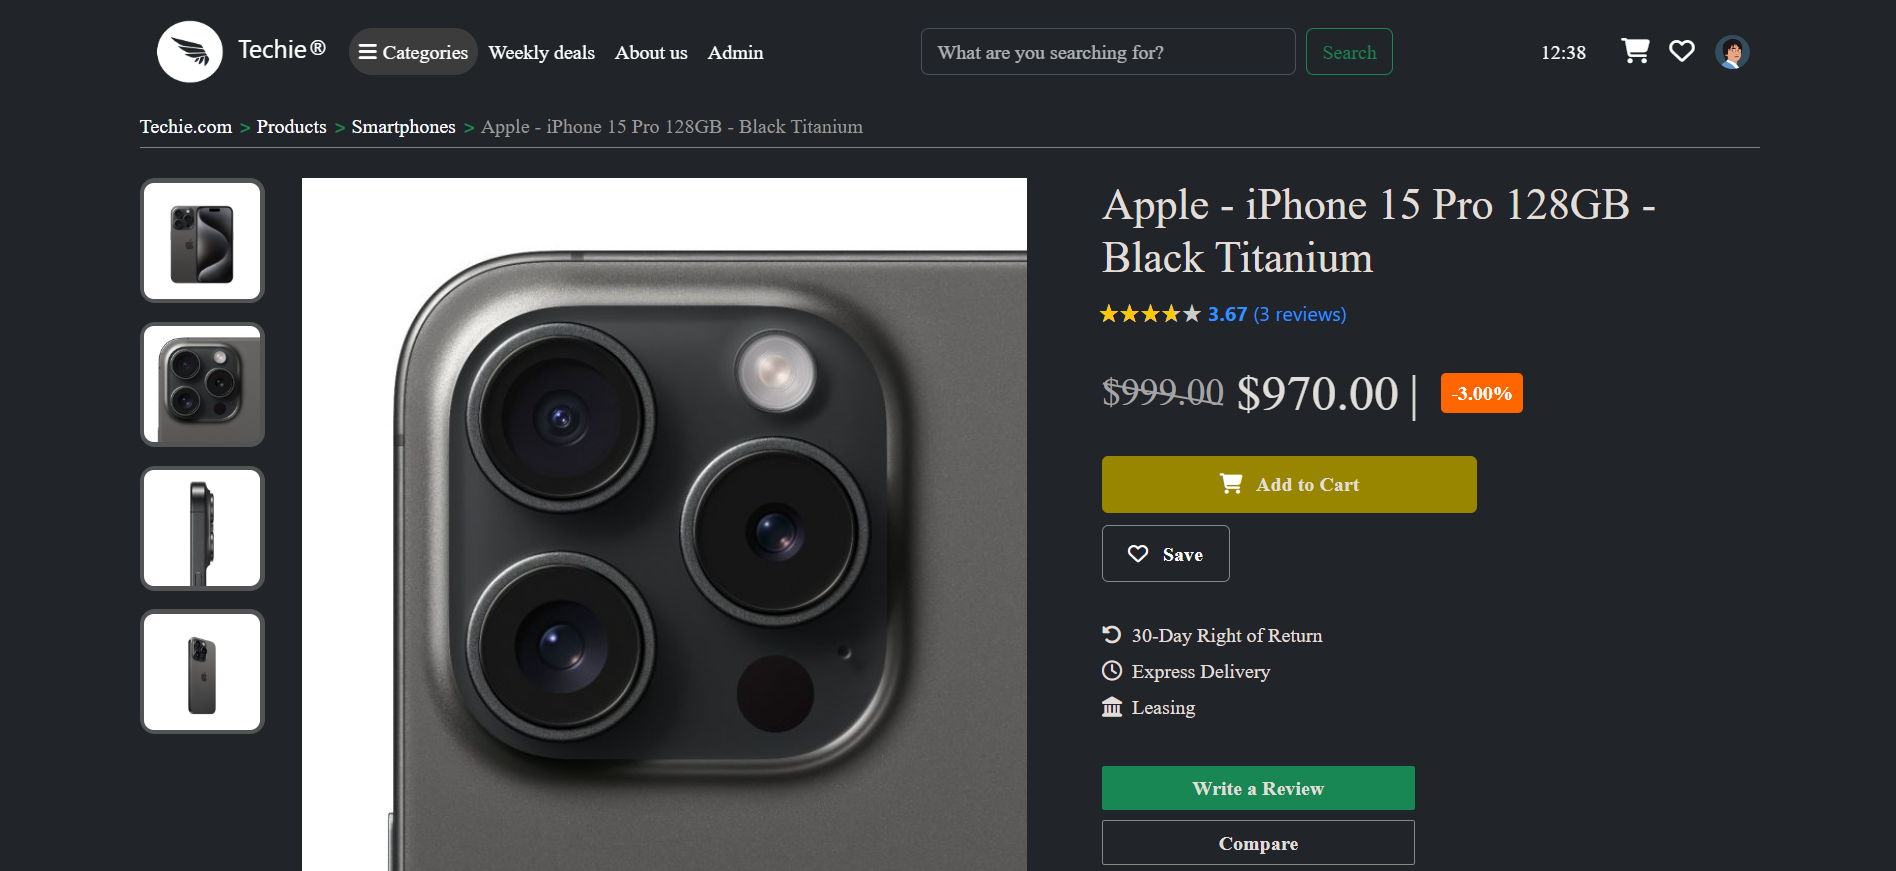 Techie®
Categories
Weekly deals
About us
Admin
What are you searching for?
Search
12:38
Techie.com > Products > Smartphones > Apple - iPhone 15 Pro 128GB - Black Titanium
Apple - iPhone 15 Pro 128GB -
Black Titanium
3.67 (3 reviews)
$999.00 $970.00 | -3.00%
Add to Cart
Save
30-Day Right of Return
Express Delivery
Leasing
Write a Review
Compare